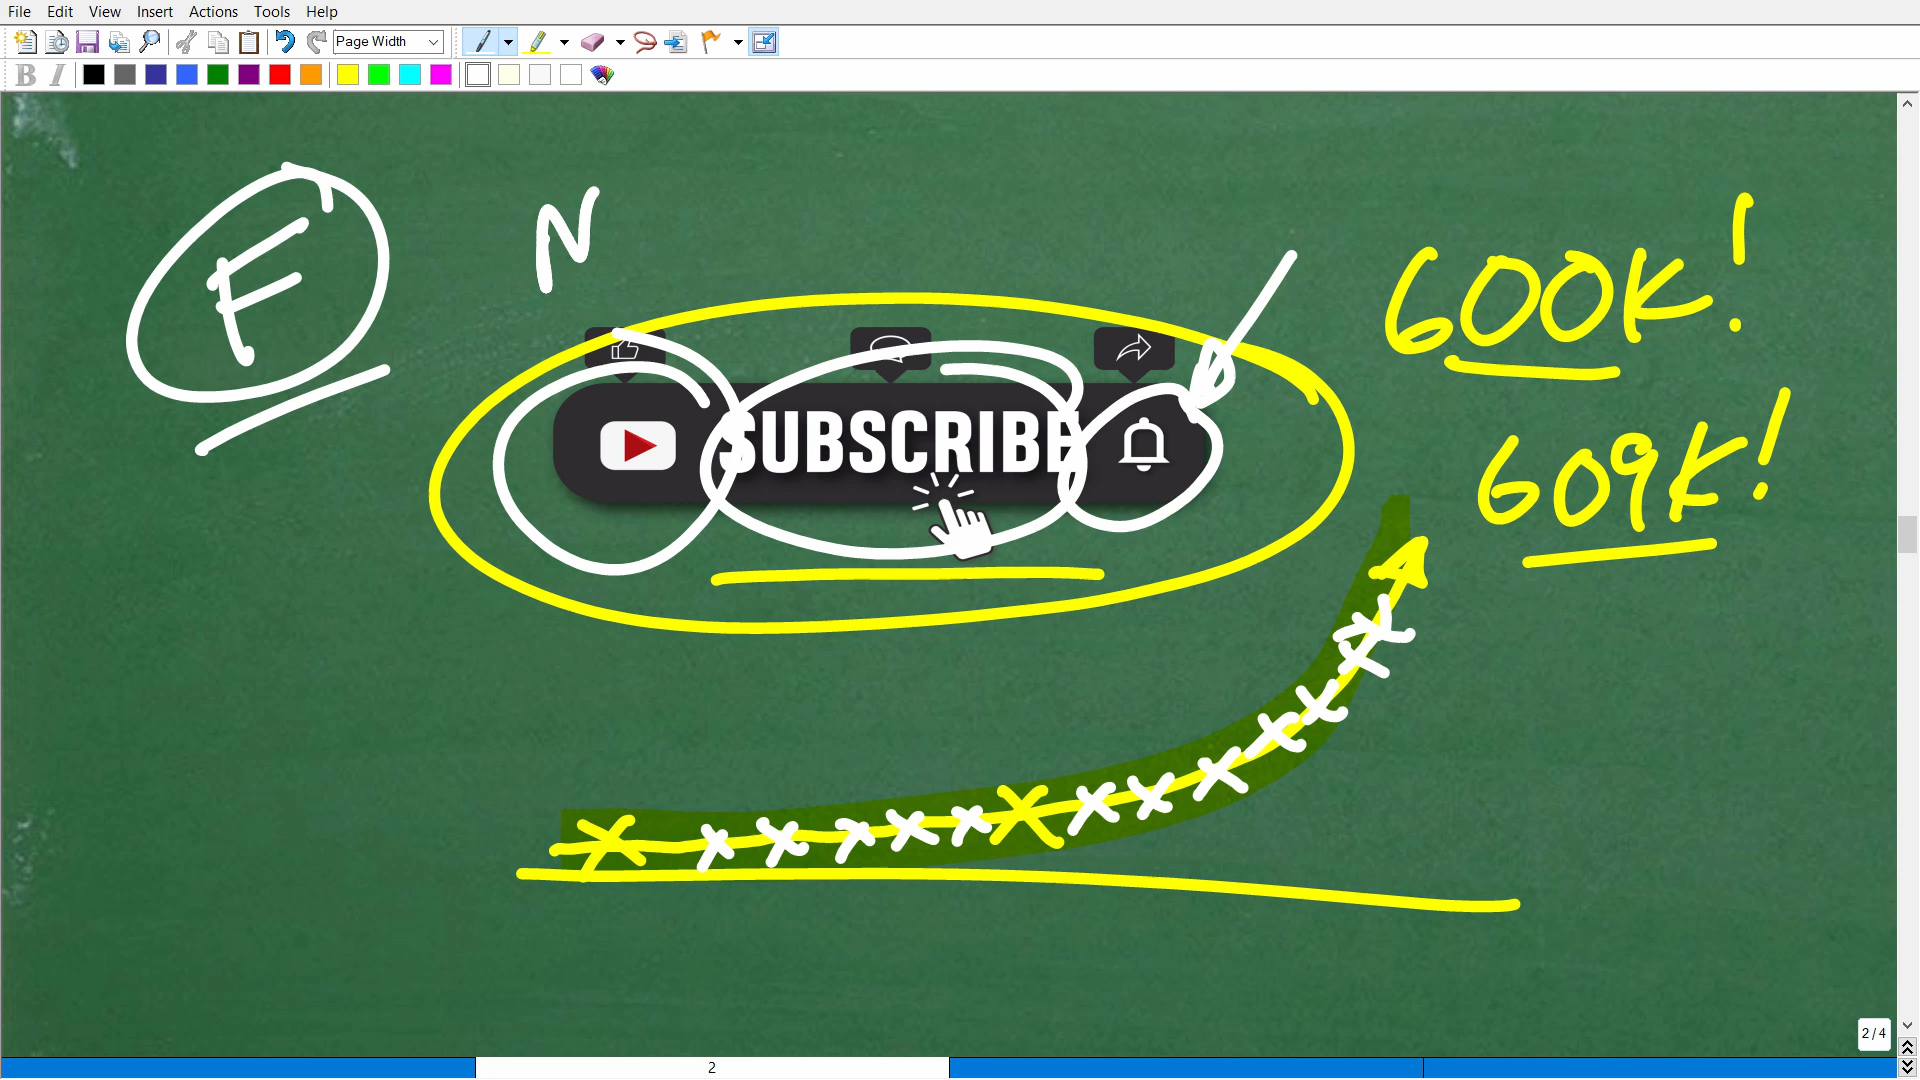 File Edit View Insert Actions Tools Help
Page Width
B I
F
N
600K!
SUBSCRIBE
609K!
2 / 4
2